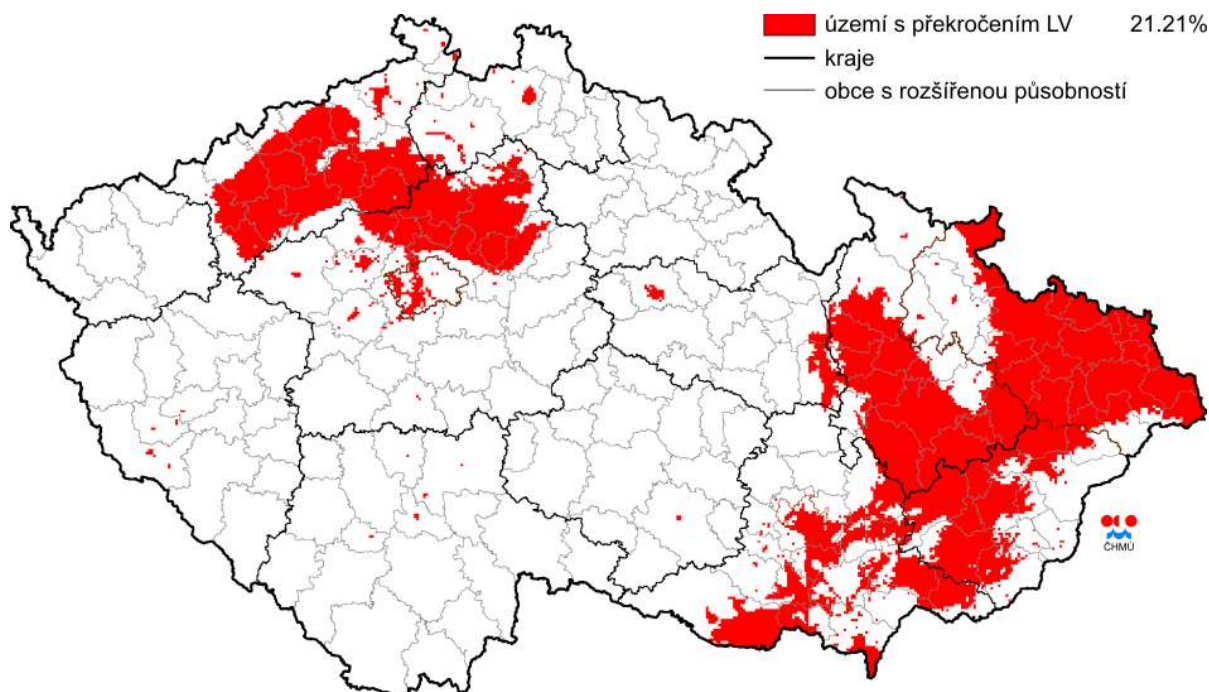 území s překročením LV 21.21%
kraje
obce s rozšířenou působností
ČHMÚ